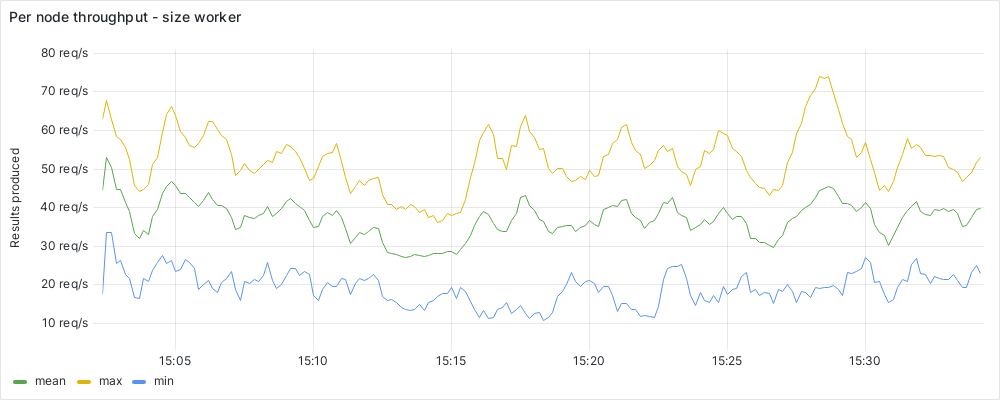 Per node throughput - size worker
Results produced
80 req/s
70 req/s
60 req/s
50 req/s
40 req/s
30 req/s
20 req/s
10 req/s
15:05 15:10 15:15 15:20 15:25 15:30
mean max min